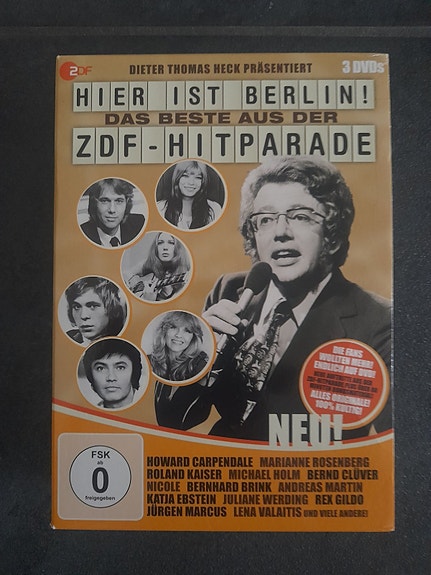 ZDF
DIETER THOMAS HECK PRÄSENTIERT
3 DVDs
HIER IST BERLIN!
DAS BESTE AUS DER
ZDF-HITPARADE
DIE FANS
WOLLTEN MEHR!
ENDLICH AUF DVD!
ALLES ORIGINALE!
100% KULTIG!
NEU!
FSK
ab
0
freigegeben
HOWARD CARPENDALE MARIANNE ROSENBERG
ROLAND KAISER MICHAEL HOLM BERND CLÜVER
NICOLE BERNHARD BRINK ANDREAS MARTIN
KATJA EBSTEIN JULIANE WERDING REX GILDO
JÜRGEN MARCUS LENA VALAITIS UND VIELE ANDERE!